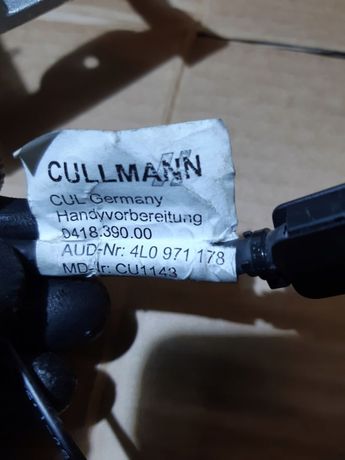 CULLMANN
CUL Germany
Handyvorbereitung
0418.390.00
AUD-Nr: 4L0 971 178
MD-Nr: CU1143